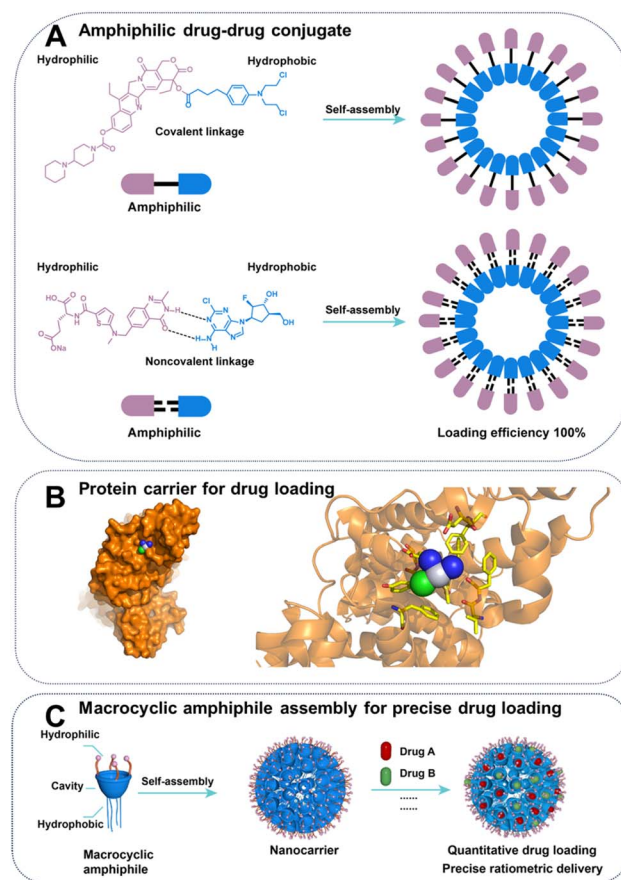 A Amphiphilic drug-drug conjugate
Hydrophilic
Hydrophobic
Covalent linkage
Self-assembly
Amphiphilic
Hydrophilic
Hydrophobic
Noncovalent linkage
Self-assembly
Amphiphilic
Loading efficiency 100%
B Protein carrier for drug loading
C Macrocyclic amphiphile assembly for precise drug loading
Hydrophilic
Cavity
Hydrophobic
Self-assembly
Drug A
Drug B
......
......
Macrocyclic
amphiphile
Nanocarrier
Quantitative drug loading
Precise ratiometric delivery